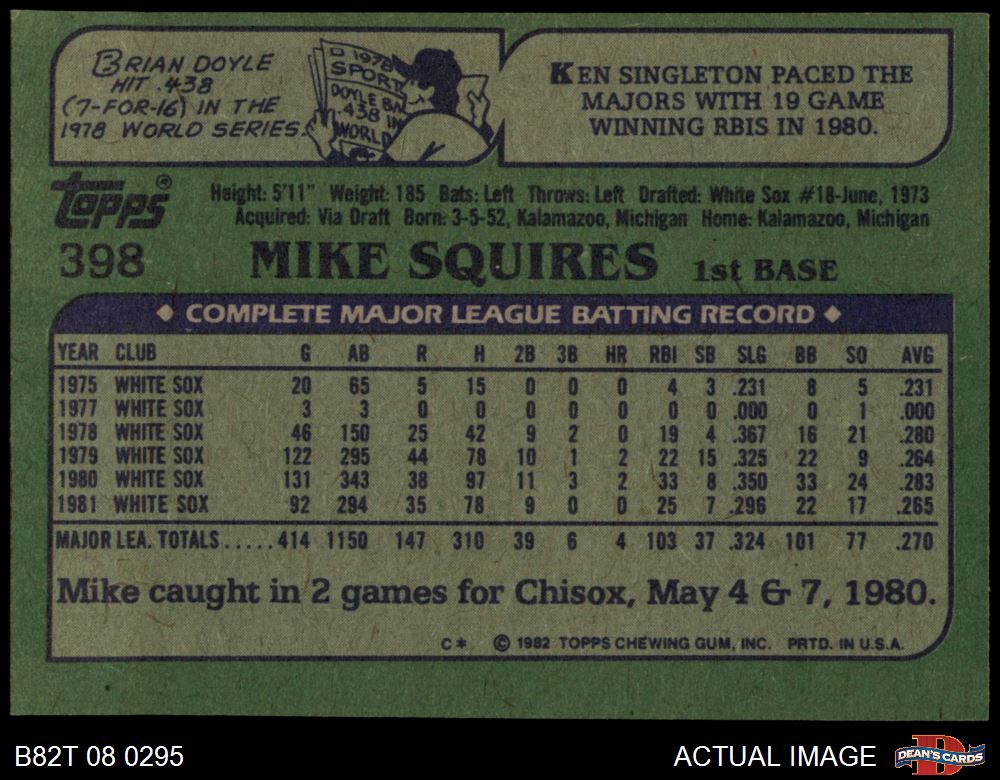 BRIAN DOYLE
HIT .438
(7-FOR-16) IN THE
1978 WORLD SERIES.
1978
SPORT
DOYLE BA
.438 IN
WORLD
KEN SINGLETON PACED THE
MAJORS WITH 19 GAME
WINNING RBIS IN 1980.
Topps®
Height: 5'11" Weight: 185 Bats: Left Throws: Left Drafted: White Sox #18-June, 1973
Acquired: Via Draft Born: 3-5-52, Kalamazoo, Michigan Home: Kalamazoo, Michigan
398 MIKE SQUIRES 1st BASE
◆ COMPLETE MAJOR LEAGUE BATTING RECORD ◆
YEAR CLUB G AB R H 2B 3B HR RBI SB SLG BB SO AVG
1975 WHITE SOX 20 65 5 15 0 0 0 4 3 .231 8 5 .231
1977 WHITE SOX 3 3 0 0 0 0 0 0 0 .000 0 1 .000
1978 WHITE SOX 46 150 25 42 9 2 0 19 4 .367 16 21 .280
1979 WHITE SOX 122 295 44 78 10 1 2 22 15 .325 22 9 .264
1980 WHITE SOX 131 343 38 97 11 3 2 33 8 .350 33 24 .283
1981 WHITE SOX 92 294 35 78 9 0 0 25 7 .296 22 17 .265
MAJOR LEA. TOTALS.....414 1150 147 310 39 6 4 103 37 .324 101 77 .270
Mike caught in 2 games for Chisox, May 4 & 7, 1980.
C* © 1982 TOPPS CHEWING GUM, INC. PRTD. IN U.S.A.
B82T 08 0295
ACTUAL IMAGE
DEAN'S CARDS